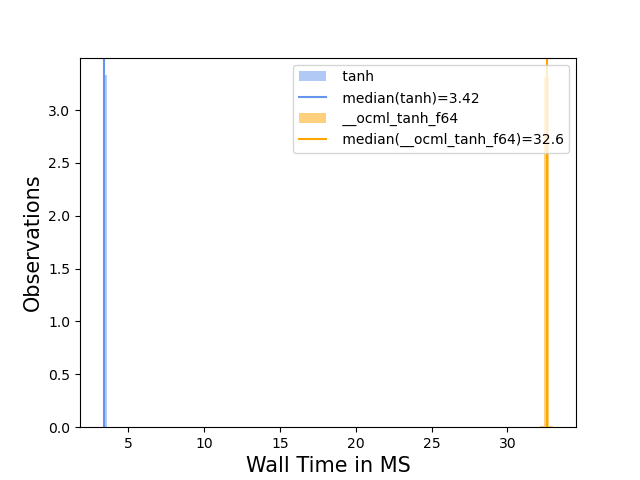 tanh
median(tanh)=3.42
__ocml_tanh_f64
median(__ocml_tanh_f64)=32.6
3.0
2.5
2.0
1.5
1.0
0.5
0.0
Observations
5 10 15 20 25 30
Wall Time in MS